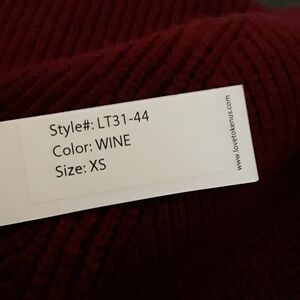 Style#: LT31-44
Color: WINE
Size: XS
www.lovetokenus.com